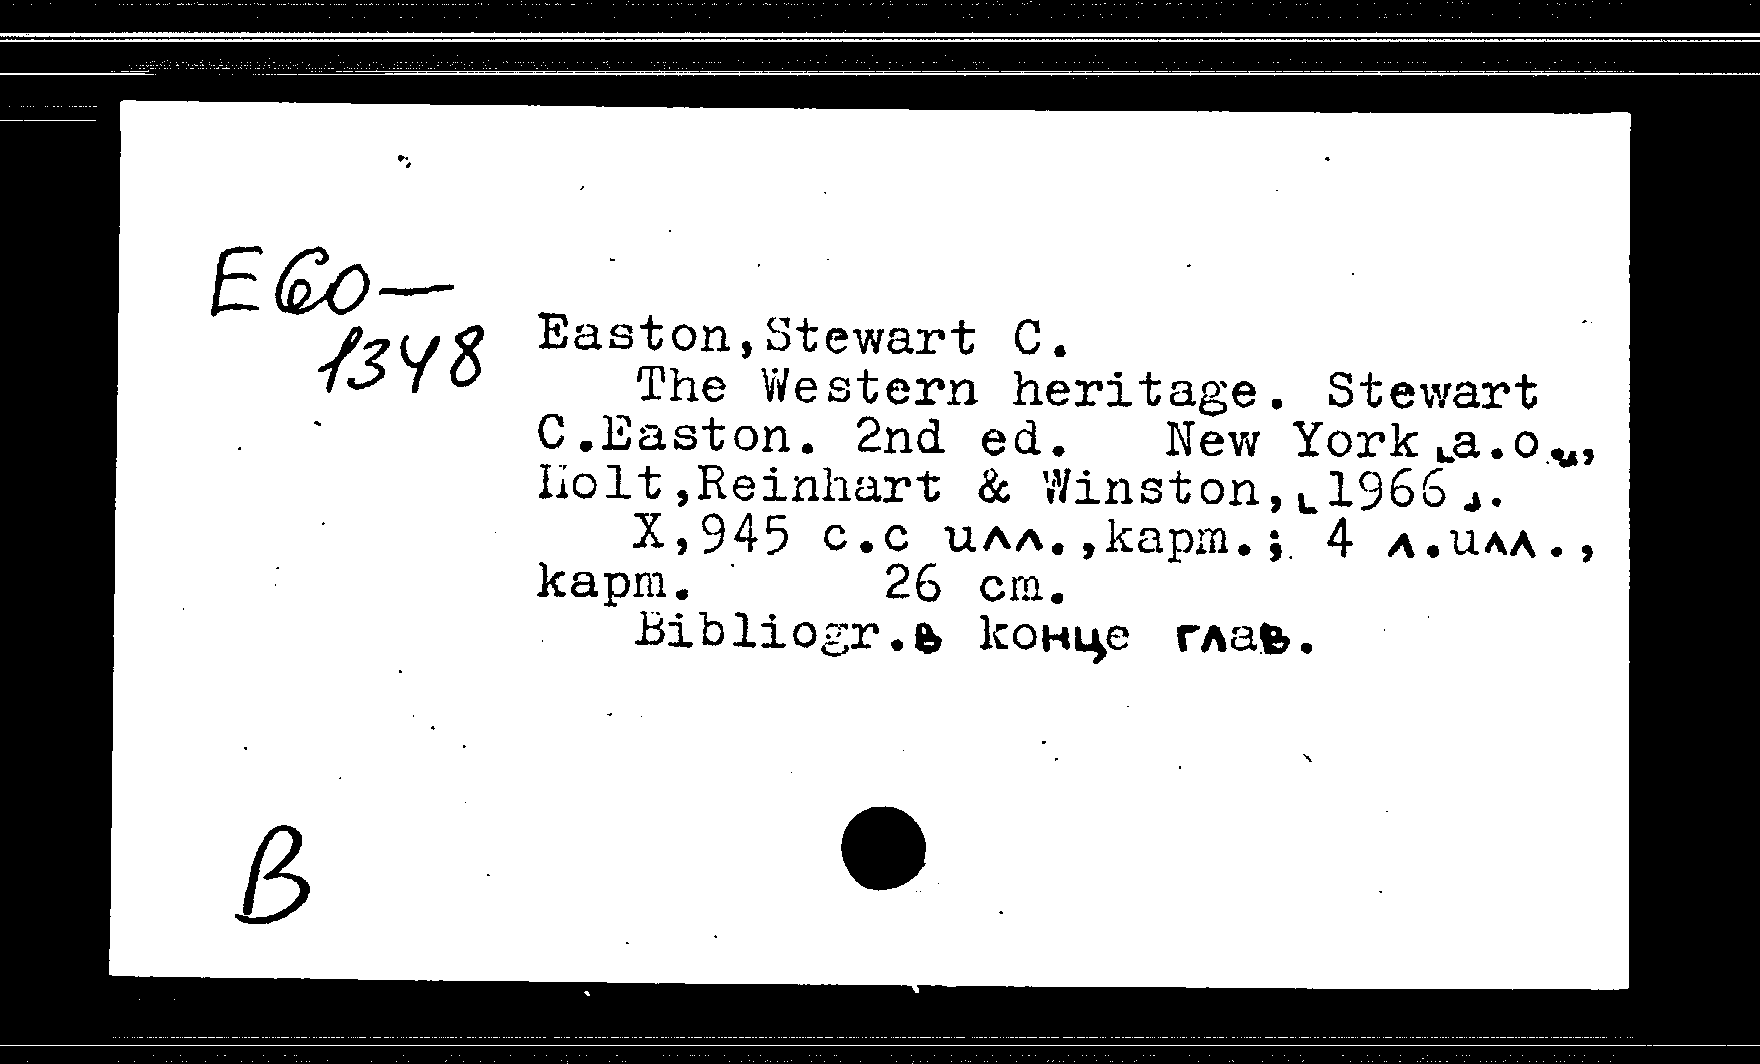 E60—
1348
Easton,Stewart C.
The Western heritage. Stewart
C.Easton. 2nd ed. New York ⌞a.o.⌟,
Holt,Reinhart & Winston,⌞1966⌟.
X,945 c.c илл.,карт.; 4 л.илл.,
карт. 26 cm.
Bibliogr.в конце глав.
B